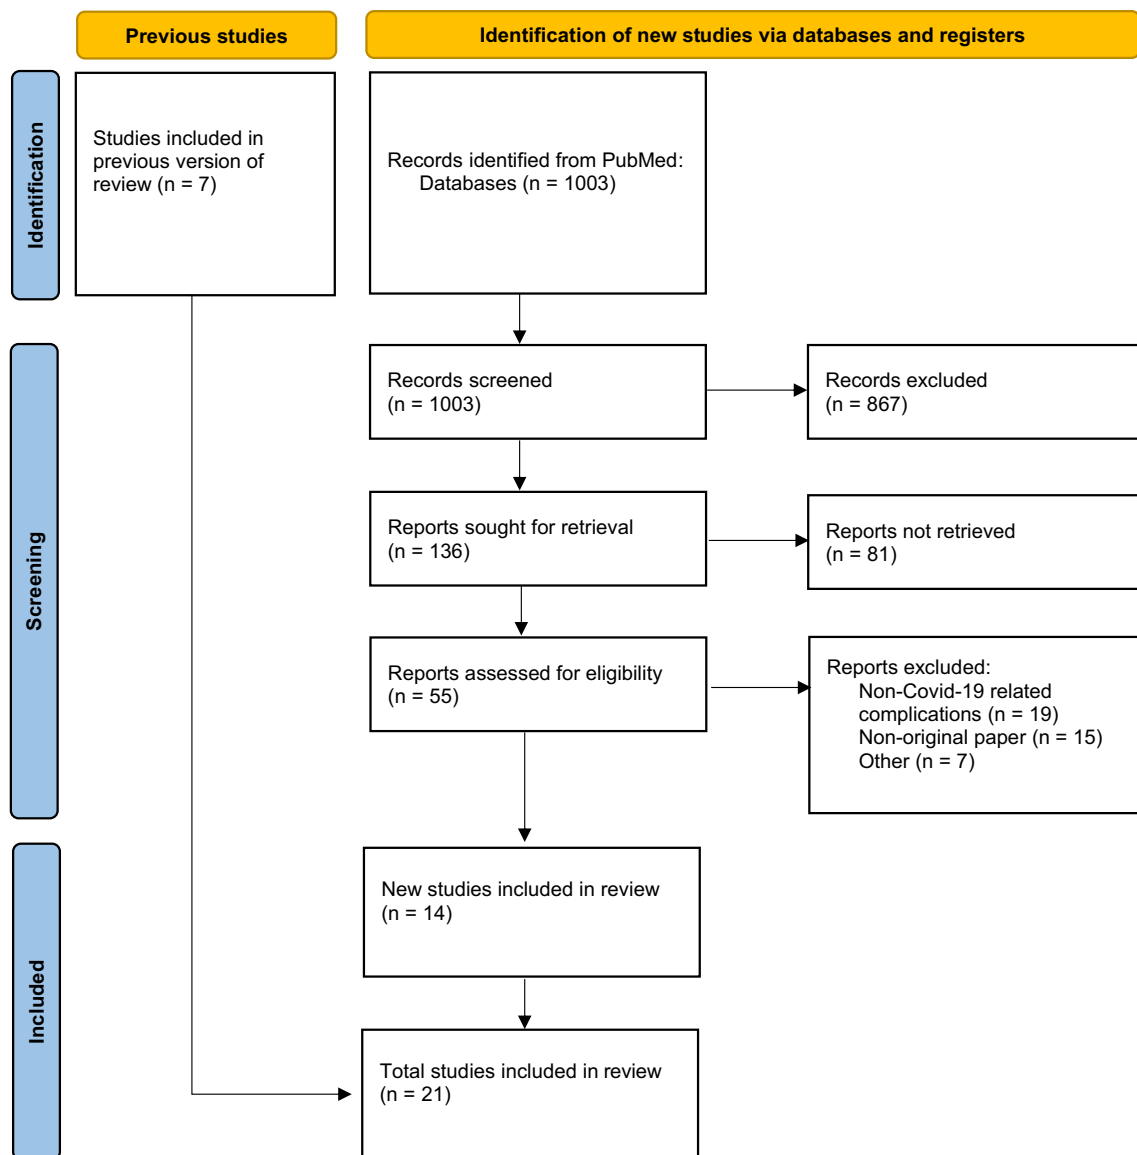 Previous studies
Identification of new studies via databases and registers
Identification
Studies included in
previous version of
review (n = 7)
Records identified from PubMed:
Databases (n = 1003)
Screening
Records screened
(n = 1003)
Records excluded
(n = 867)
Reports sought for retrieval
(n = 136)
Reports not retrieved
(n = 81)
Reports assessed for eligibility
(n = 55)
Reports excluded:
Non-Covid-19 related
complications (n = 19)
Non-original paper (n = 15)
Other (n = 7)
Included
New studies included in review
(n = 14)
Total studies included in review
(n = 21)